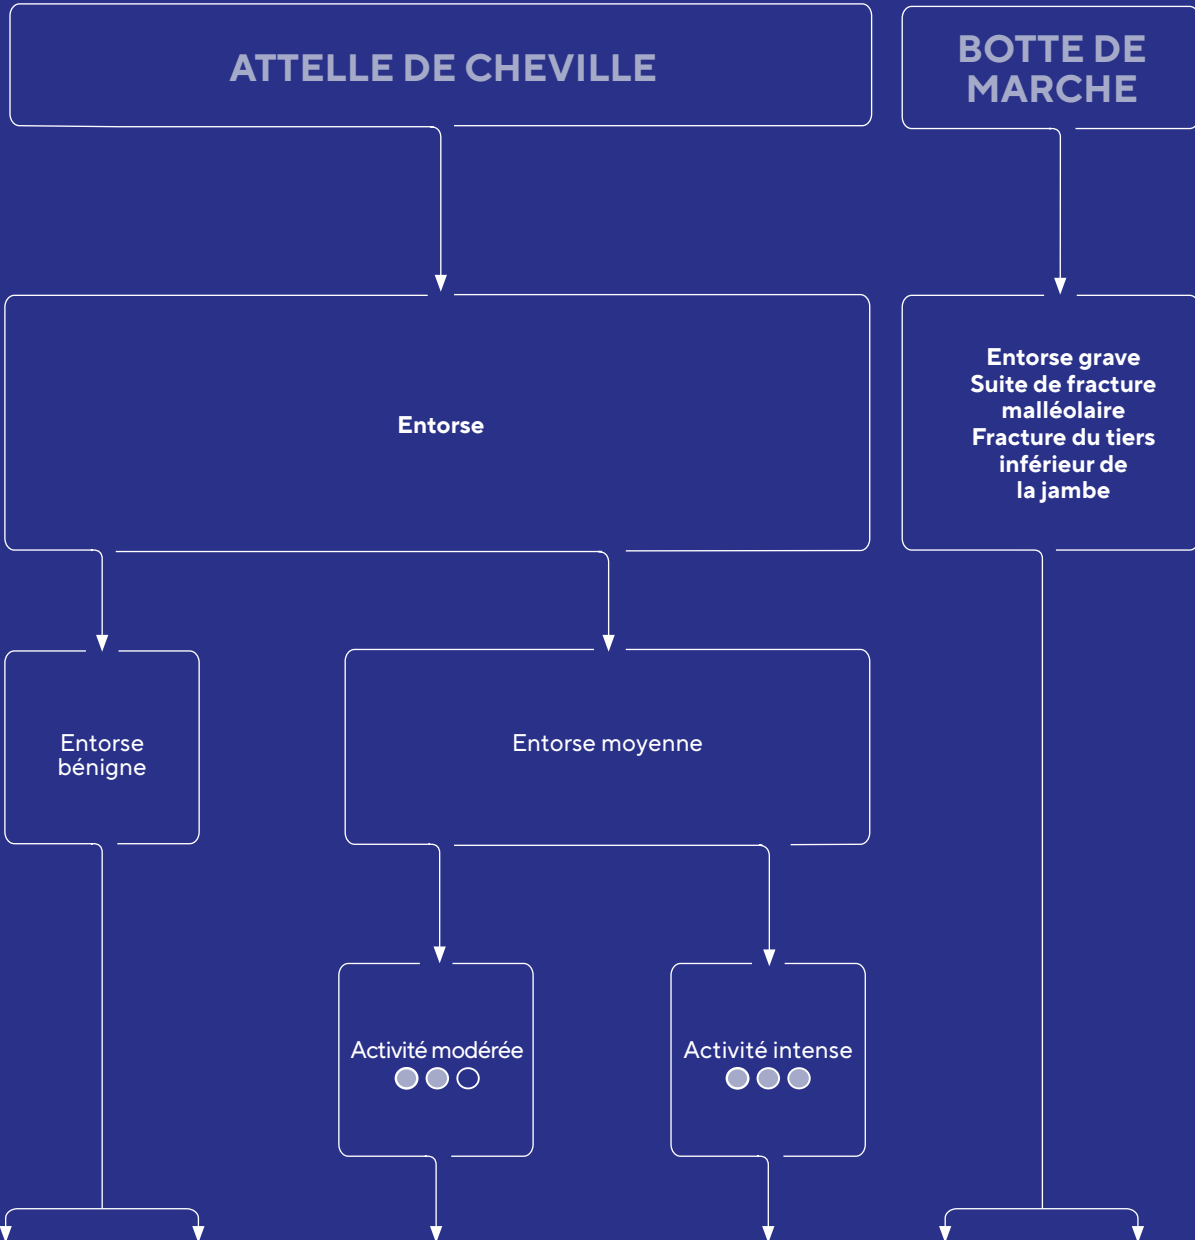 ATTELLE DE CHEVILLE
BOTTE DE
MARCHE
Entorse
Entorse grave
Suite de fracture
malléolaire
Fracture du tiers
inférieur de
la jambe
Entorse
bénigne
Entorse moyenne
Activité modérée
Activité intense